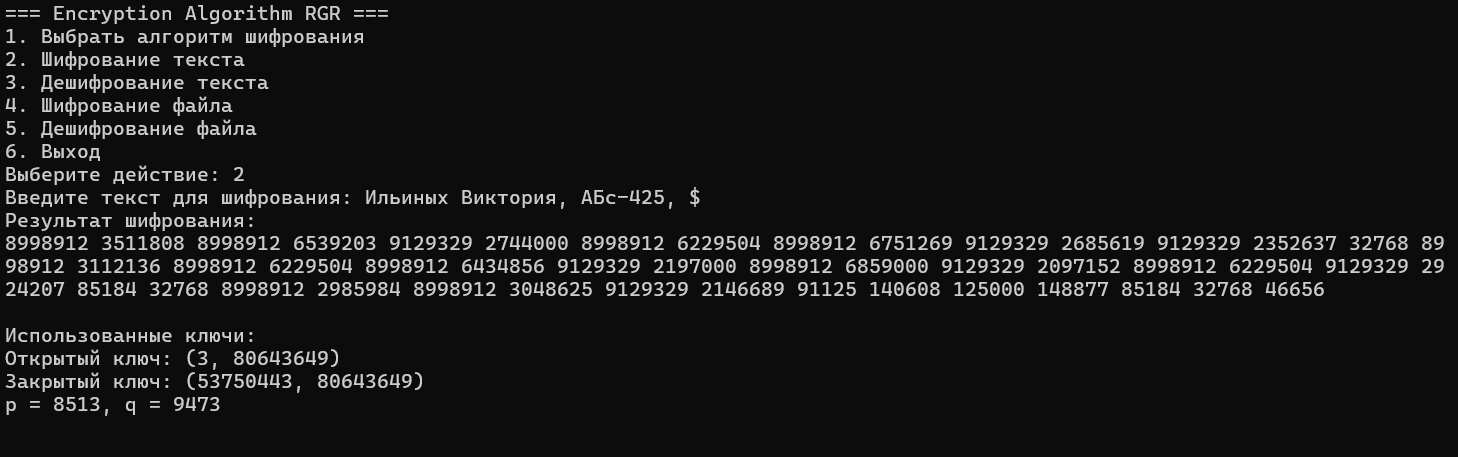 === Encryption Algorithm RGR ===
1. Выбрать алгоритм шифрования
2. Шифрование текста
3. Дешифрование текста
4. Шифрование файла
5. Дешифрование файла
6. Выход
Выберите действие: 2
Введите текст для шифрования: Ильиных Виктория, АБс-425, $
Результат шифрования:
8998912 3511808 8998912 6539203 9129329 2744000 8998912 6229504 8998912 6751269 9129329 2685619 9129329 2352637 32768 89
98912 3112136 8998912 6229504 8998912 6434856 9129329 2197000 8998912 6859000 9129329 2097152 8998912 6229504 9129329 29
24207 85184 32768 8998912 2985984 8998912 3048625 9129329 2146689 91125 140608 125000 148877 85184 32768 46656
Использованные ключи:
Открытый ключ: (3, 80643649)
Закрытый ключ: (53750443, 80643649)
p = 8513, q = 9473